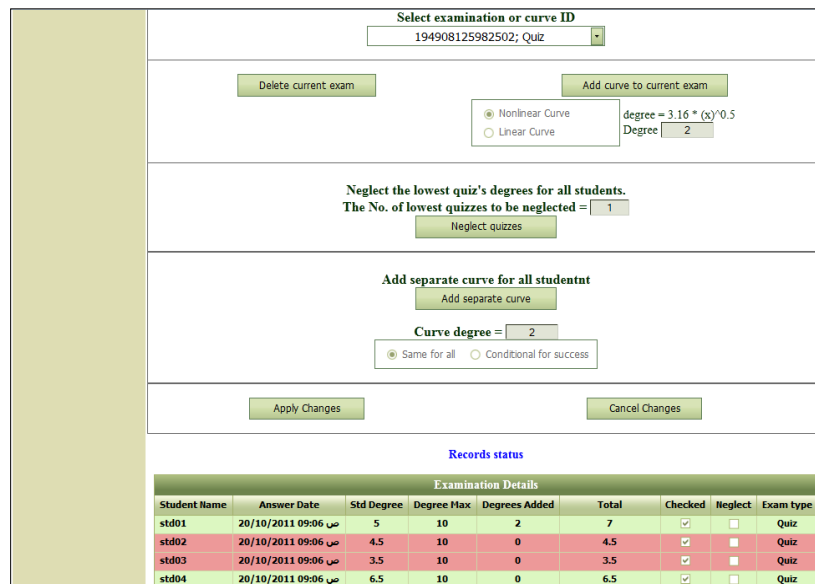 Select examination or curve ID
194908125982502; Quiz
Delete current exam Add curve to current exam
Nonlinear Curve degree = 3.16 * (x)^0.5
Linear Curve Degree 2
Neglect the lowest quiz's degrees for all students.
The No. of lowest quizzes to be neglected = 1
Neglect quizzes
Add separate curve for all studentnt
Add separate curve
Curve degree = 2
Same for all Conditional for success
Apply Changes Cancel Changes
Records status
Examination Details
Student Name Answer Date Std Degree Degree Max Degrees Added Total Checked Neglect Exam type
std01 20/10/2011 09:06 ص 5 10 2 7 Quiz
std02 20/10/2011 09:06 ص 4.5 10 0 4.5 Quiz
std03 20/10/2011 09:06 ص 3.5 10 0 3.5 Quiz
std04 20/10/2011 09:06 ص 6.5 10 0 6.5 Quiz